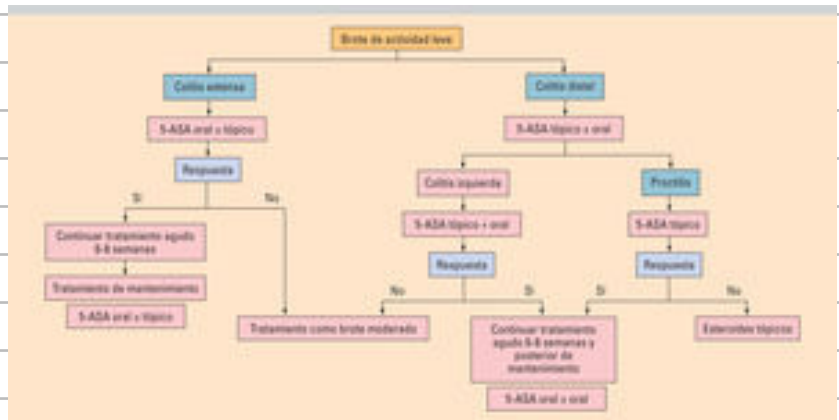 Brote de actividad leve
Colitis extensa
Colitis distal
5-ASA oral ± tópico
5-ASA tópico ± oral
Respuesta
Colitis izquierda
Proctitis
Sí
No
5-ASA tópico + oral
5-ASA tópico
Continuar tratamiento agudo
6-8 semanas
Respuesta
Respuesta
Tratamiento de mantenimiento
No
Sí
Sí
No
5-ASA oral ± tópico
Tratamiento como brote moderado
Continuar tratamiento
agudo 6-8 semanas y
posterior de
mantenimiento
Esteroides tópicos
5-ASA oral ± oral